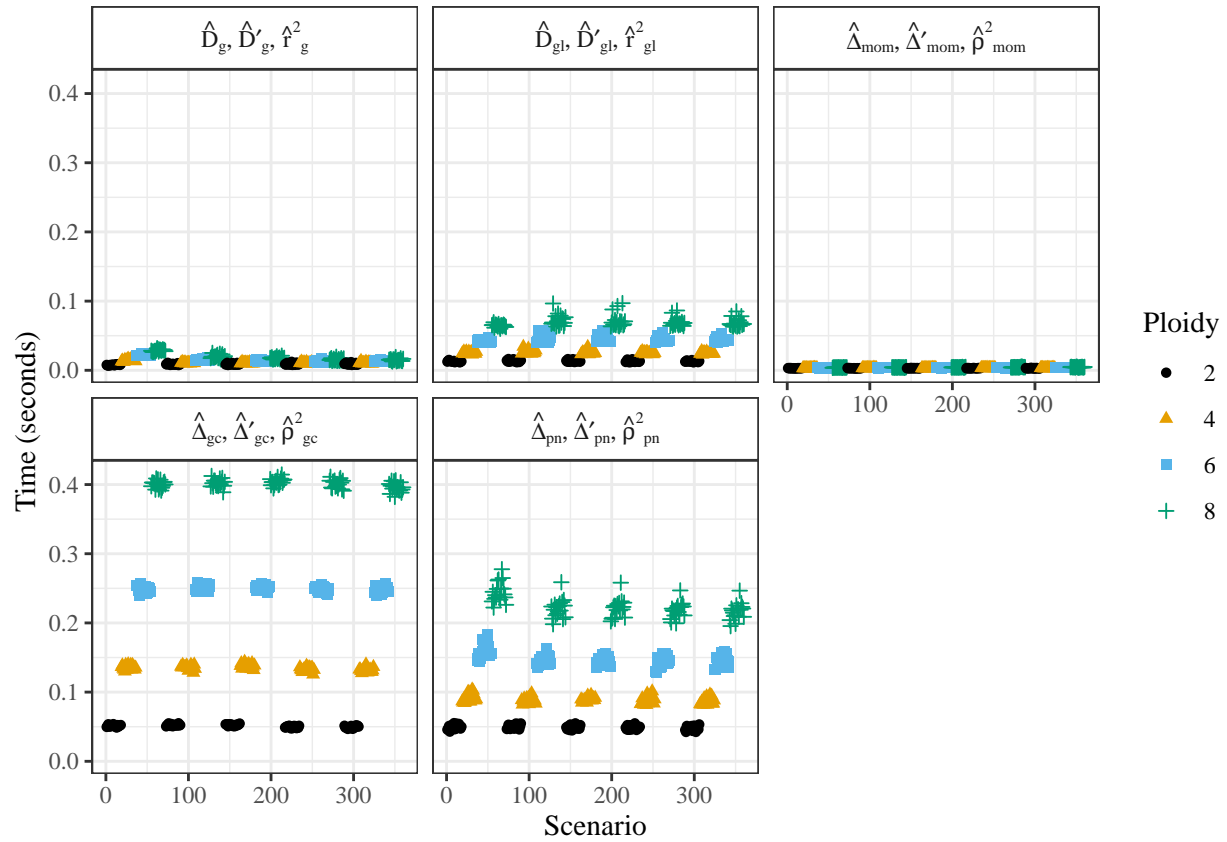 D̂g, D̂′g, r̂²g
D̂gl, D̂′gl, r̂²gl
Δ̂mom, Δ̂′mom, ρ̂²mom
0.4
0.3
0.2
0.1
0.0
0 100 200 300
Δ̂gc, Δ̂′gc, ρ̂²gc
Δ̂pn, Δ̂′pn, ρ̂²pn
0.4
0.3
0.2
0.1
0.0
0 100 200 300
0 100 200 300
Time (seconds)
Scenario
Ploidy
2
4
6
8